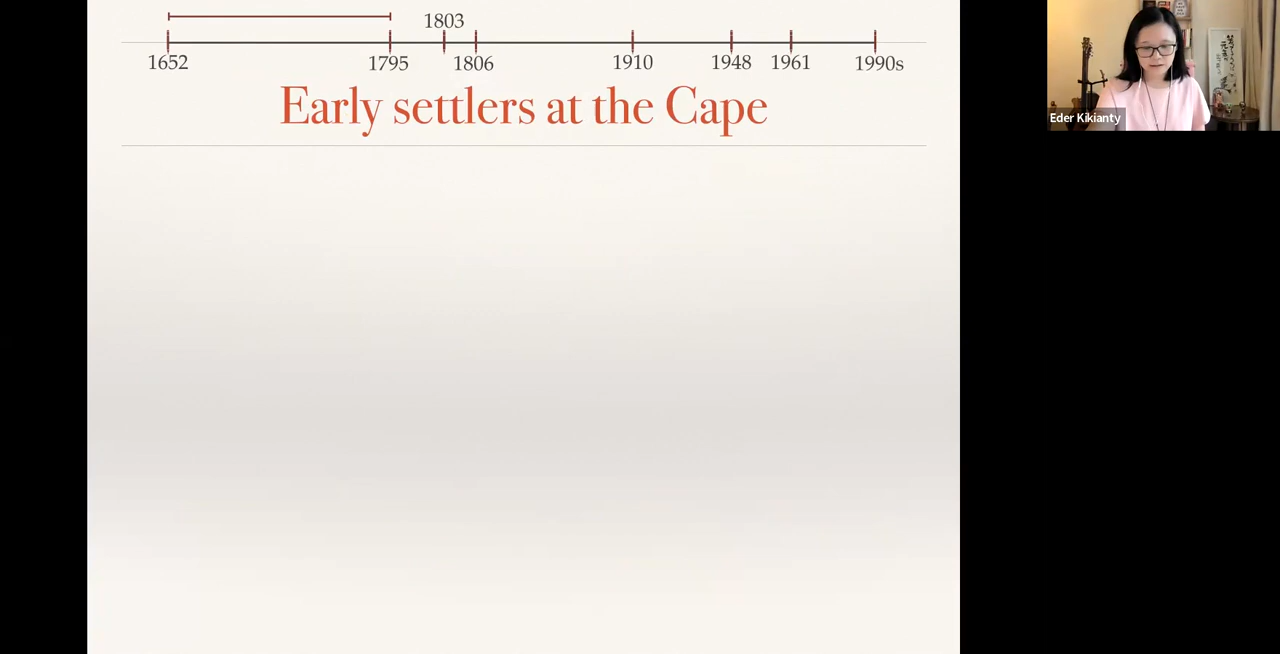 1803
1652 1795 1806 1910 1948 1961 1990s
Early settlers at the Cape
Eder Kikianty